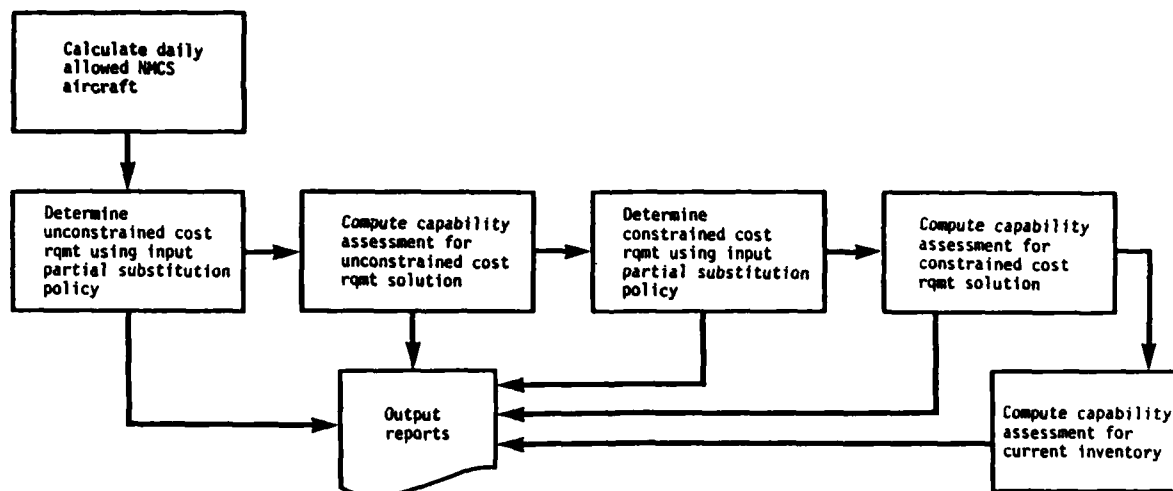 Calculate daily
allowed NMCS
aircraft
Determine
unconstrained cost
rqmt using input
partial substitution
policy
Compute capability
assessment for
unconstrained cost
rqmt solution
Determine
constrained cost
rqmt using input
partial substitution
policy
Compute capability
assessment for
constrained cost
rqmt solution
Output
reports
Compute capability
assessment for
current inventory